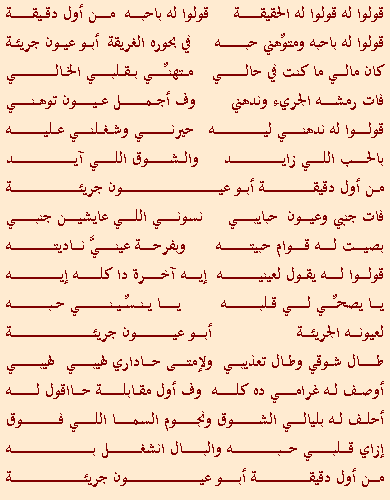 قولوا له قولوا له الحقيقة قولوا له باحبه من أول دقيقة
قولوا له باحبه ومتوّهني حبه في بحوره الغريقة أبو عيون جريئة
كان مالي ما كنت في حالي متهنّي بقلبي الخالي
فات رمشه الجريء وندهني وف أجمل عيون توهني
قولوا له ندهني ليه حيرني وشغلني عليه
بالحب اللي زايد والشوق اللي آيد
من أول دقيقة أبو عيون جريئة
فات جنبي وعيون حبايبي نسوني اللي عايشين جنبي
بصيت له قوام حبيته وبفرحة عينيّ ناديته
قولوا له يقول لعينيه إيه آخرة دا كله إيه
يا يصحّي لي قلبه يا ينسّيني حبه
لعيونه الجريئة أبو عيون جريئة
طال شوقي وطال تعذيبي ولإمتى حاداري لهيبي لهيبي
أوصف له غرامي ده كله وف أول مقابلة حااقول له
أحلف له بليالي الشوق ونجوم السما اللي فوق
إزاي قلبي حبه والبال انشغل به
من أول دقيقة أبو عيون جريئة